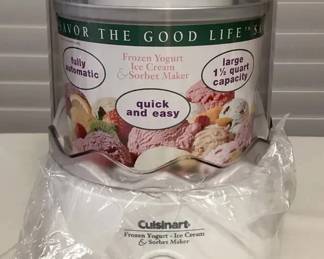 AVOR THE GOOD LIFE™ S
fully
automatic
Frozen Yogurt
Ice Cream
& Sorbet Maker
large
1½ quart
capacity
quick
and easy
Cuisinart
Frozen Yogurt - Ice Cream
& Sorbet Maker